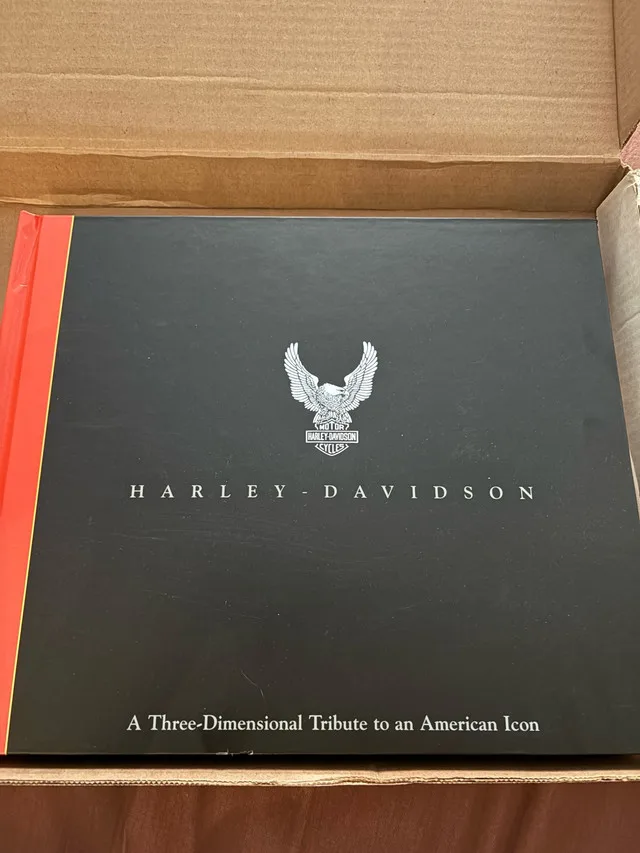 MOTOR
HARLEY-DAVIDSON
CYCLES
HARLEY-DAVIDSON
A Three-Dimensional Tribute to an American Icon